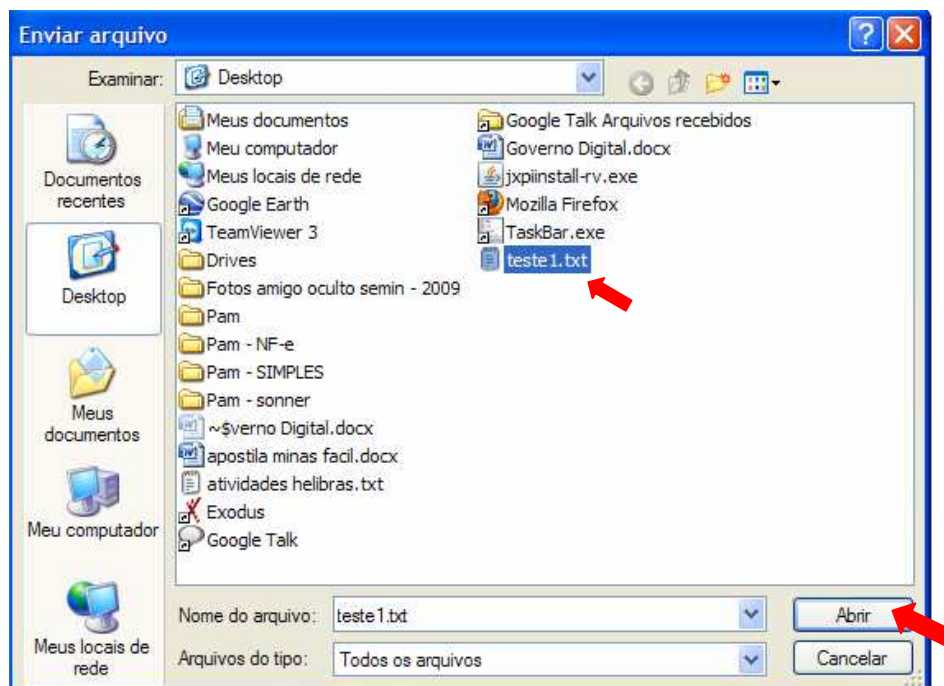 Enviar arquivo
Examinar: Desktop
Documentos
recentes
Desktop
Meus
documentos
Meu computador
Meus locais de
rede
Meus documentos
Meu computador
Meus locais de rede
Google Earth
TeamViewer 3
Drives
Fotos amigo oculto semin - 2009
Pam
Pam - NF-e
Pam - SIMPLES
Pam - sonner
~$verno Digital.docx
apostila minas facil.docx
atividades helibras.txt
Exodus
Google Talk
Google Talk Arquivos recebidos
Governo Digital.docx
jxpiinstall-rv.exe
Mozilla Firefox
TaskBar.exe
teste1.txt
Nome do arquivo: teste1.txt Abrir
Arquivos do tipo: Todos os arquivos Cancelar